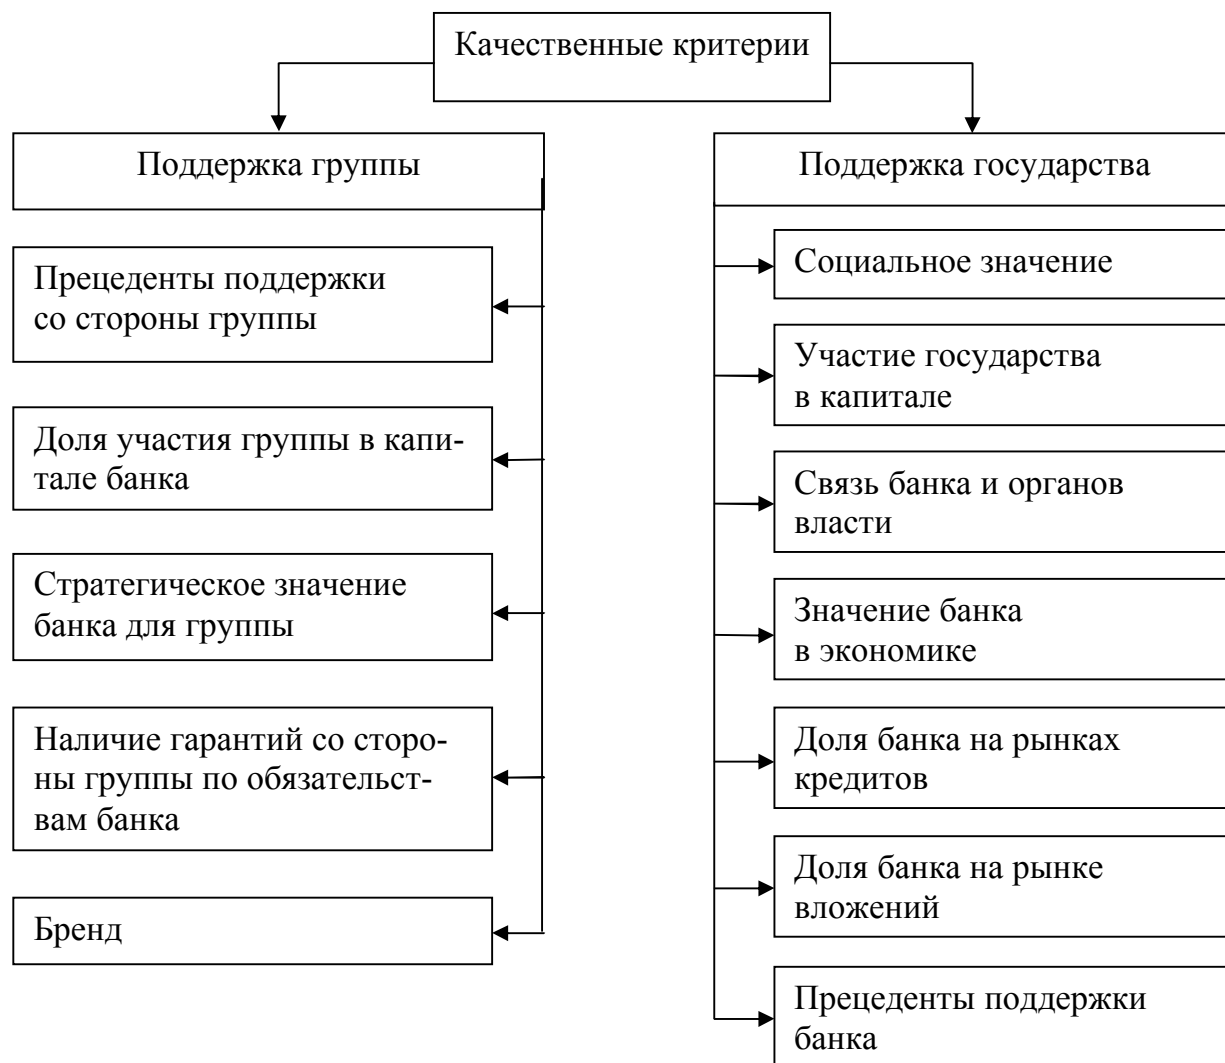 Качественные критерии
Поддержка группы
Прецеденты поддержки
со стороны группы
Доля участия группы в капи-
тале банка
Стратегическое значение
банка для группы
Наличие гарантий со сторо-
ны группы по обязательст-
вам банка
Бренд
Поддержка государства
Социальное значение
Участие государства
в капитале
Связь банка и органов
власти
Значение банка
в экономике
Доля банка на рынках
кредитов
Доля банка на рынке
вложений
Прецеденты поддержки
банка